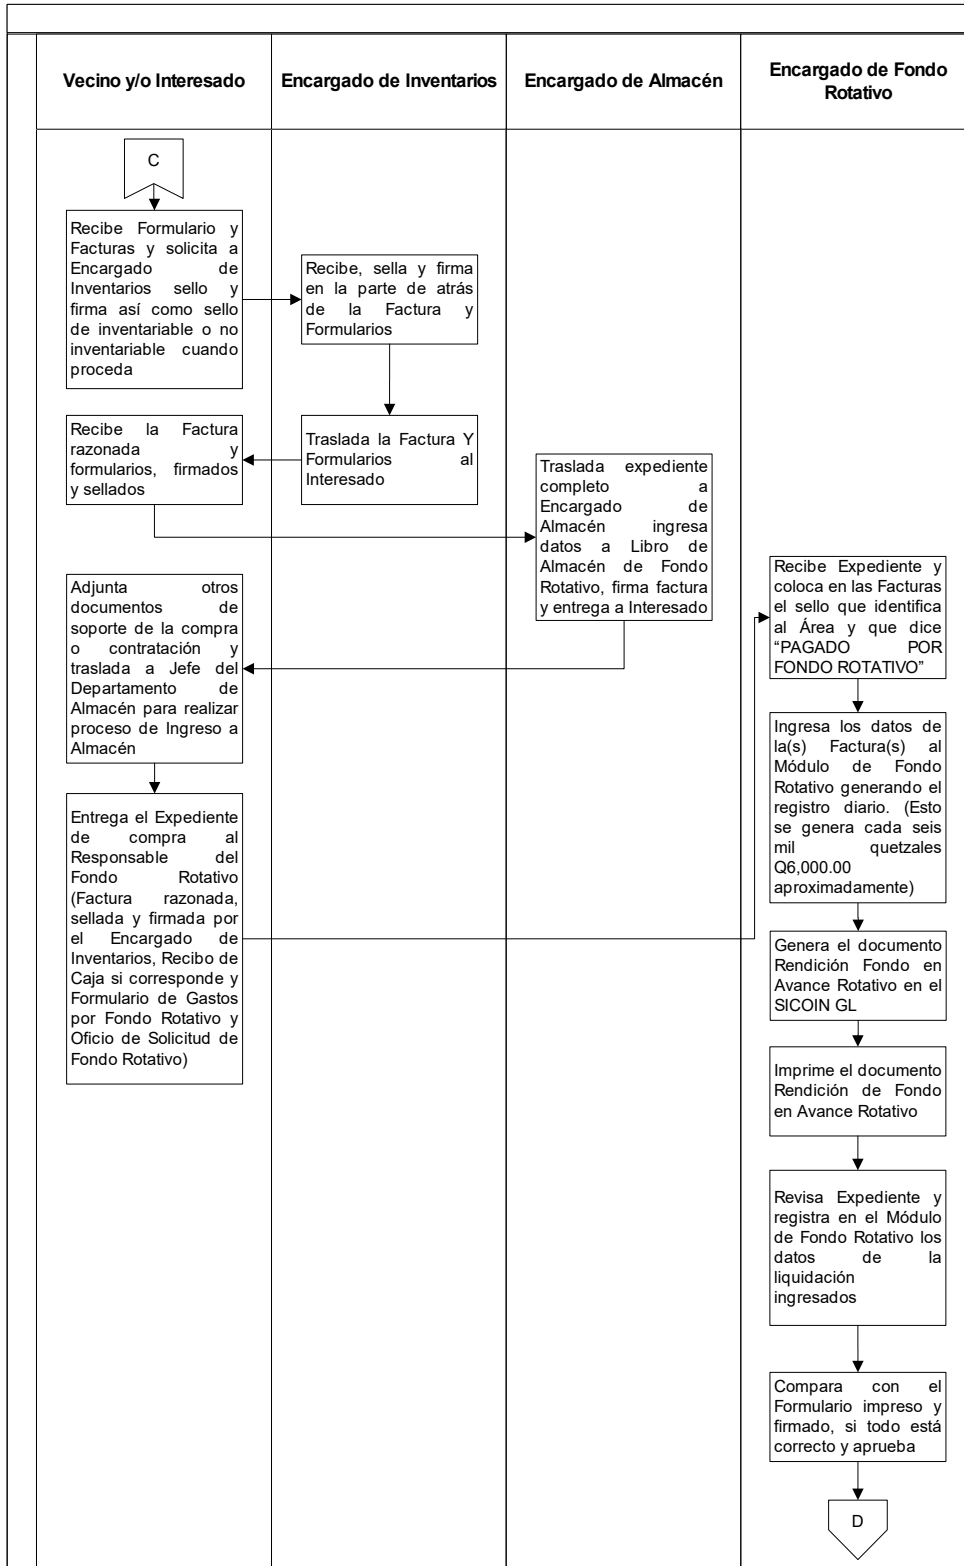 Vecino y/o Interesado
Encargado de Inventarios
Encargado de Almacén
Encargado de Fondo
Rotativo
C
Recibe Formulario y
Facturas y solicita a
Encargado de
Inventarios sello y
firma así como sello
de inventariable o no
inventariable cuando
proceda
Recibe, sella y firma
en la parte de atrás
de la Factura y
Formularios
Traslada la Factura Y
Formularios al
Interesado
Recibe la Factura
razonada y
formularios, firmados
y sellados
Traslada expediente
completo a
Encargado de
Almacén ingresa
datos a Libro de
Almacén de Fondo
Rotativo, firma factura
y entrega a Interesado
Adjunta otros
documentos de
soporte de la compra
o contratación y
traslada a Jefe del
Departamento de
Almacén para realizar
proceso de Ingreso a
Almacén
Entrega el Expediente
de compra al
Responsable del
Fondo Rotativo
(Factura razonada,
sellada y firmada por
el Encargado de
Inventarios, Recibo de
Caja si corresponde y
Formulario de Gastos
por Fondo Rotativo y
Oficio de Solicitud de
Fondo Rotativo)
Recibe Expediente y
coloca en las Facturas
el sello que identifica
al Área y que dice
“PAGADO POR
FONDO ROTATIVO”
Ingresa los datos de
la(s) Factura(s) al
Módulo de Fondo
Rotativo generando el
registro diario. (Esto
se genera cada seis
mil quetzales
Q6,000.00
aproximadamente)
Genera el documento
Rendición Fondo en
Avance Rotativo en el
SICOIN GL
Imprime el documento
Rendición de Fondo
en Avance Rotativo
Revisa Expediente y
registra en el Módulo
de Fondo Rotativo los
datos de la
liquidación
ingresados
Compara con el
Formulario impreso y
firmado, si todo está
correcto y aprueba
D